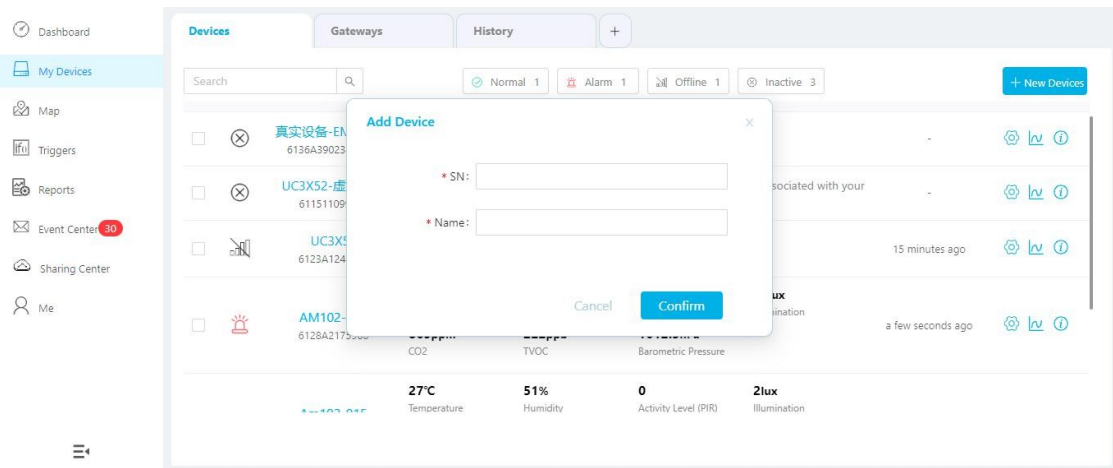 Dashboard
My Devices
Map
Triggers
Reports
Event Center 30
Sharing Center
Me
Devices
Gateways
History
+
Search
Normal 1
Alarm 1
Offline 1
Inactive 3
+ New Devices
Add Device
x
* SN:
* Name:
Cancel
Confirm
真实设备-EM
6136A39023
-
UC3X52-虚
61151109
sociated with your
-
UC3X5
6123A124
15 minutes ago
AM102-
6128A2175
CO2
TVOC
Barometric Pressure
ux
ination
a few seconds ago
27℃
Temperature
51%
Humidity
0
Activity Level (PIR)
2lux
Illumination